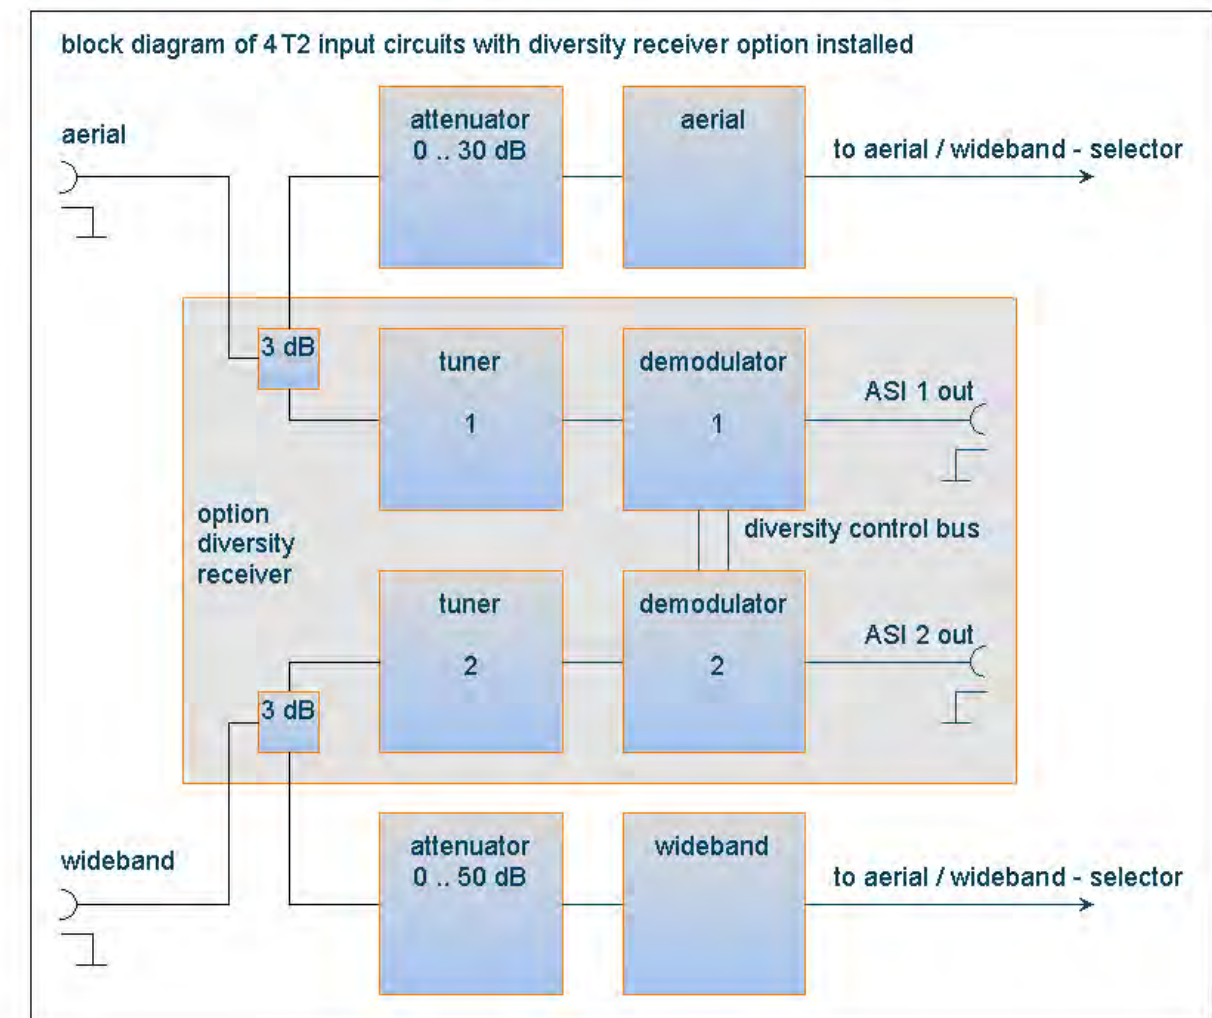 block diagram of 4T2 input circuits with diversity receiver option installed
aerial
attenuator
0 .. 30 dB
aerial
to aerial / wideband - selector
3 dB
tuner
1
demodulator
1
ASI 1 out
option
diversity
receiver
diversity control bus
tuner
2
demodulator
2
ASI 2 out
3 dB
wideband
attenuator
0 .. 50 dB
wideband
to aerial / wideband - selector